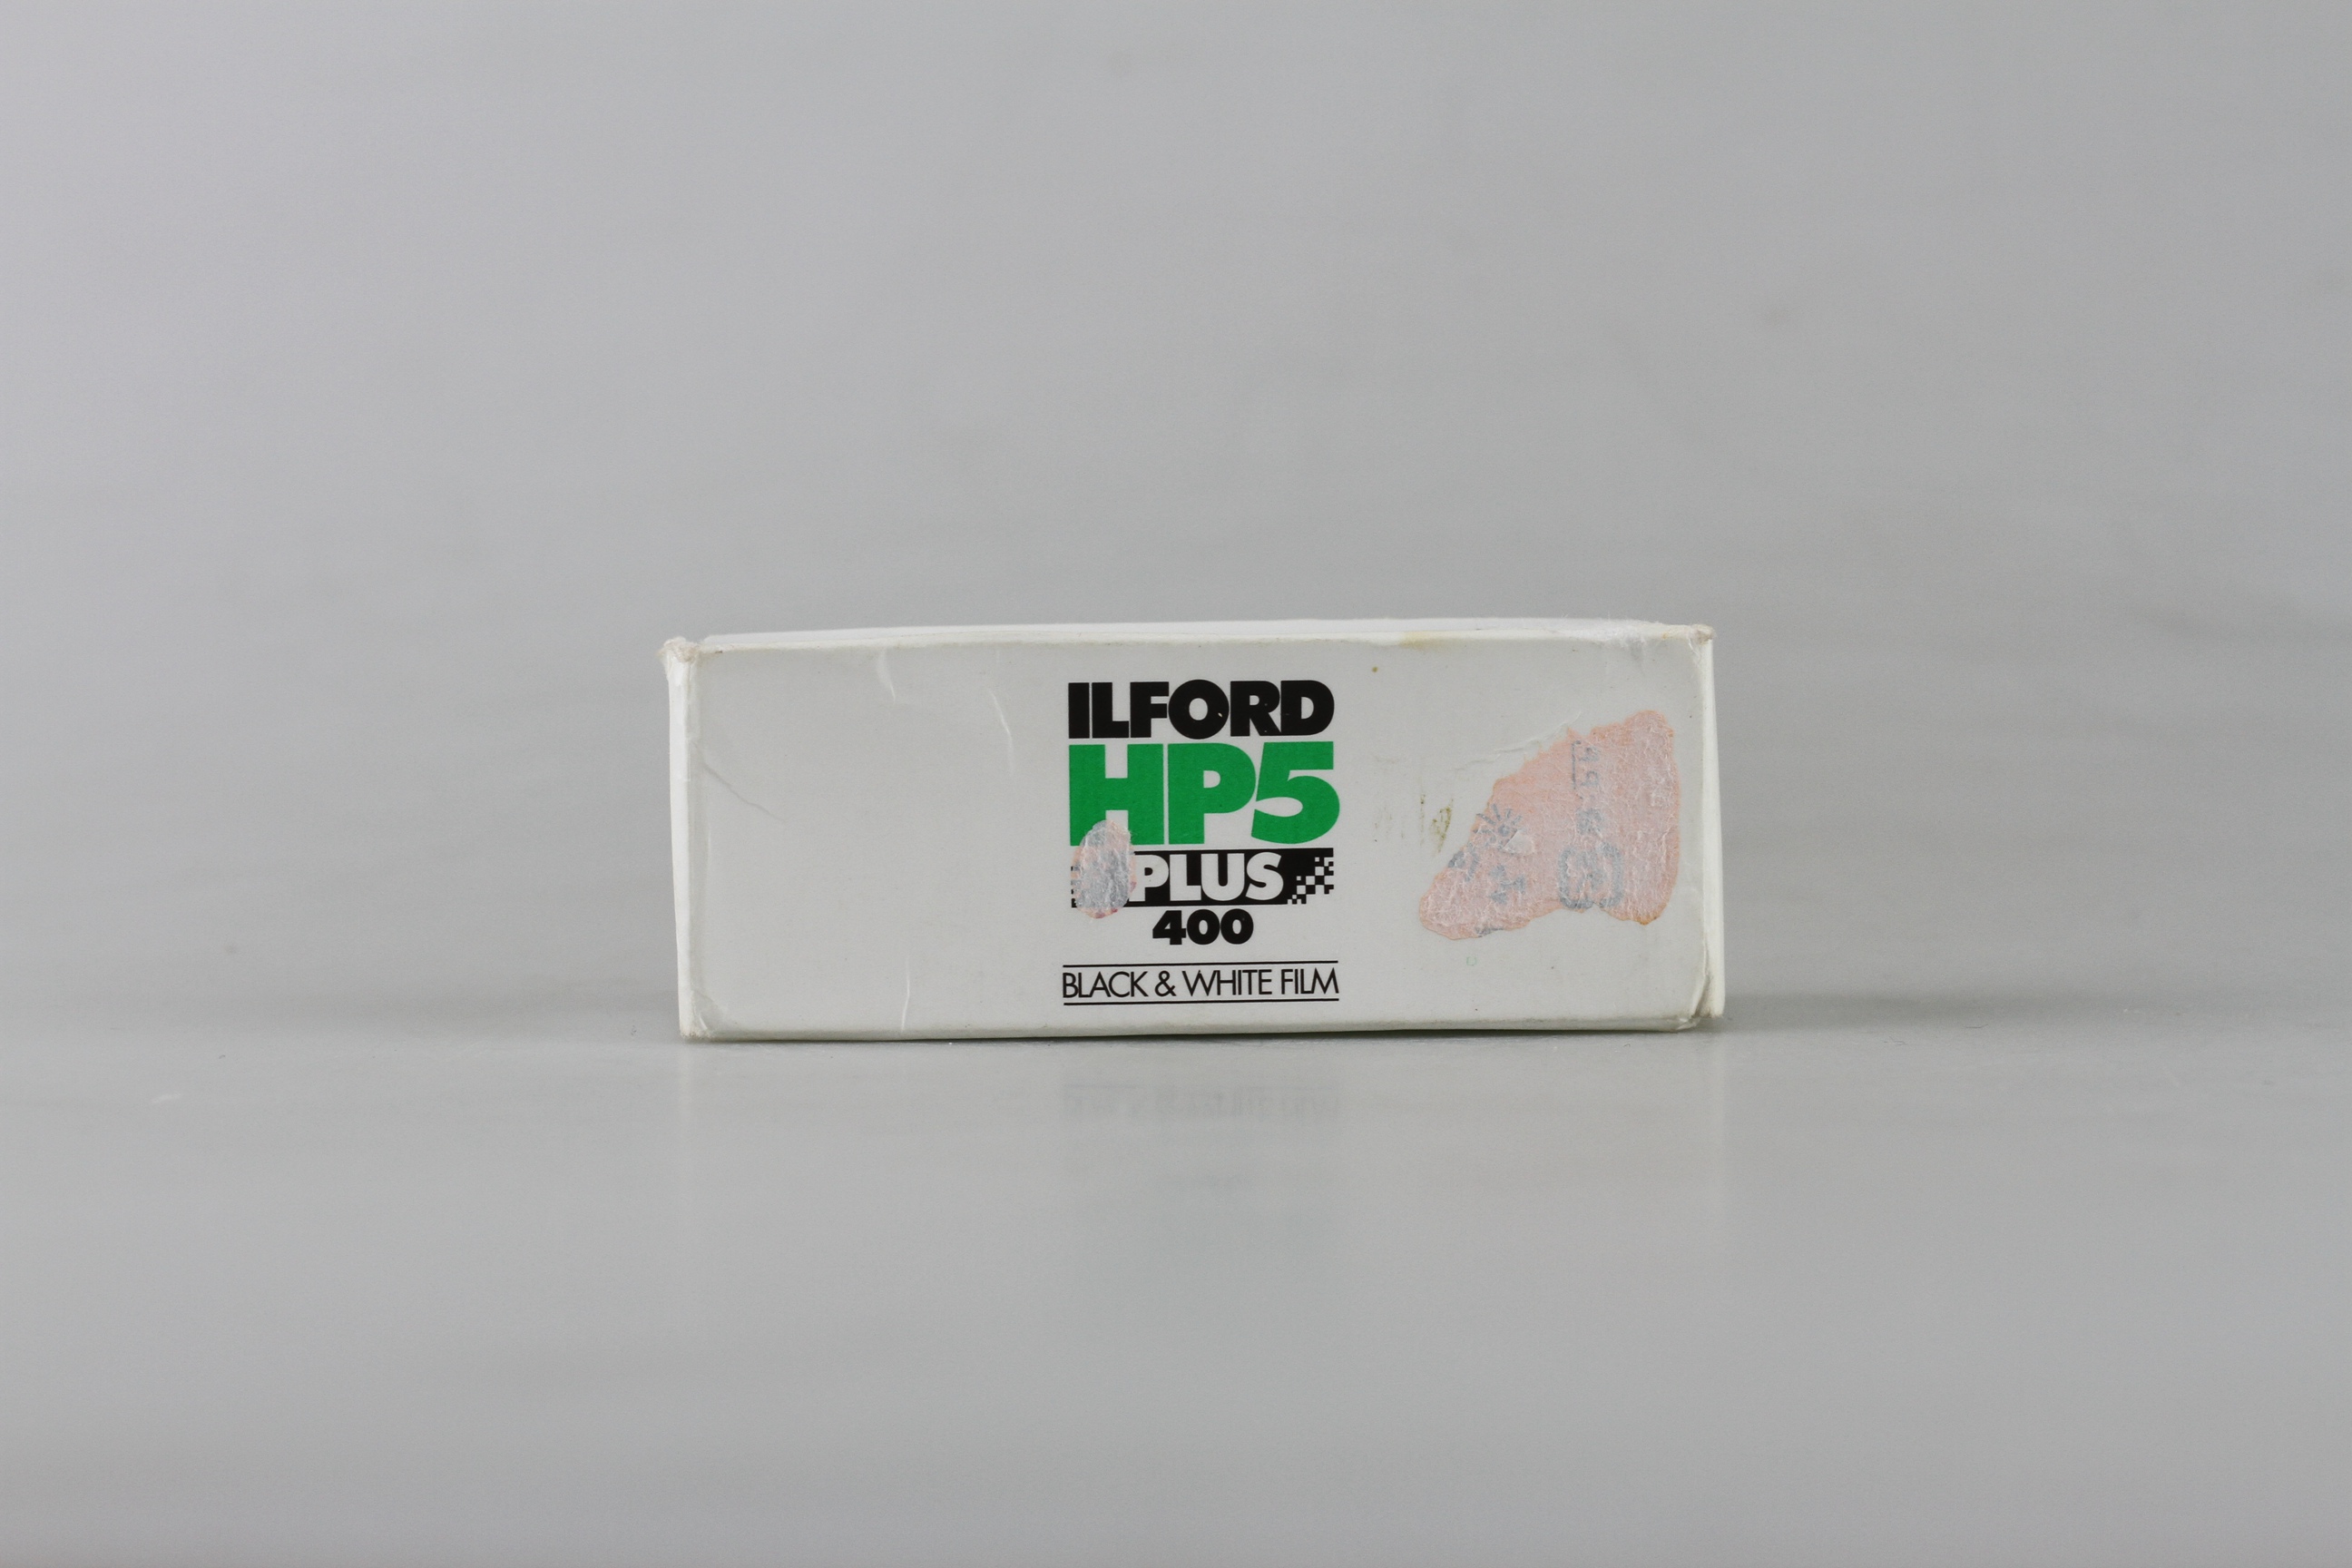 ILFORD
HP5
PLUS
400
BLACK & WHITE FILM